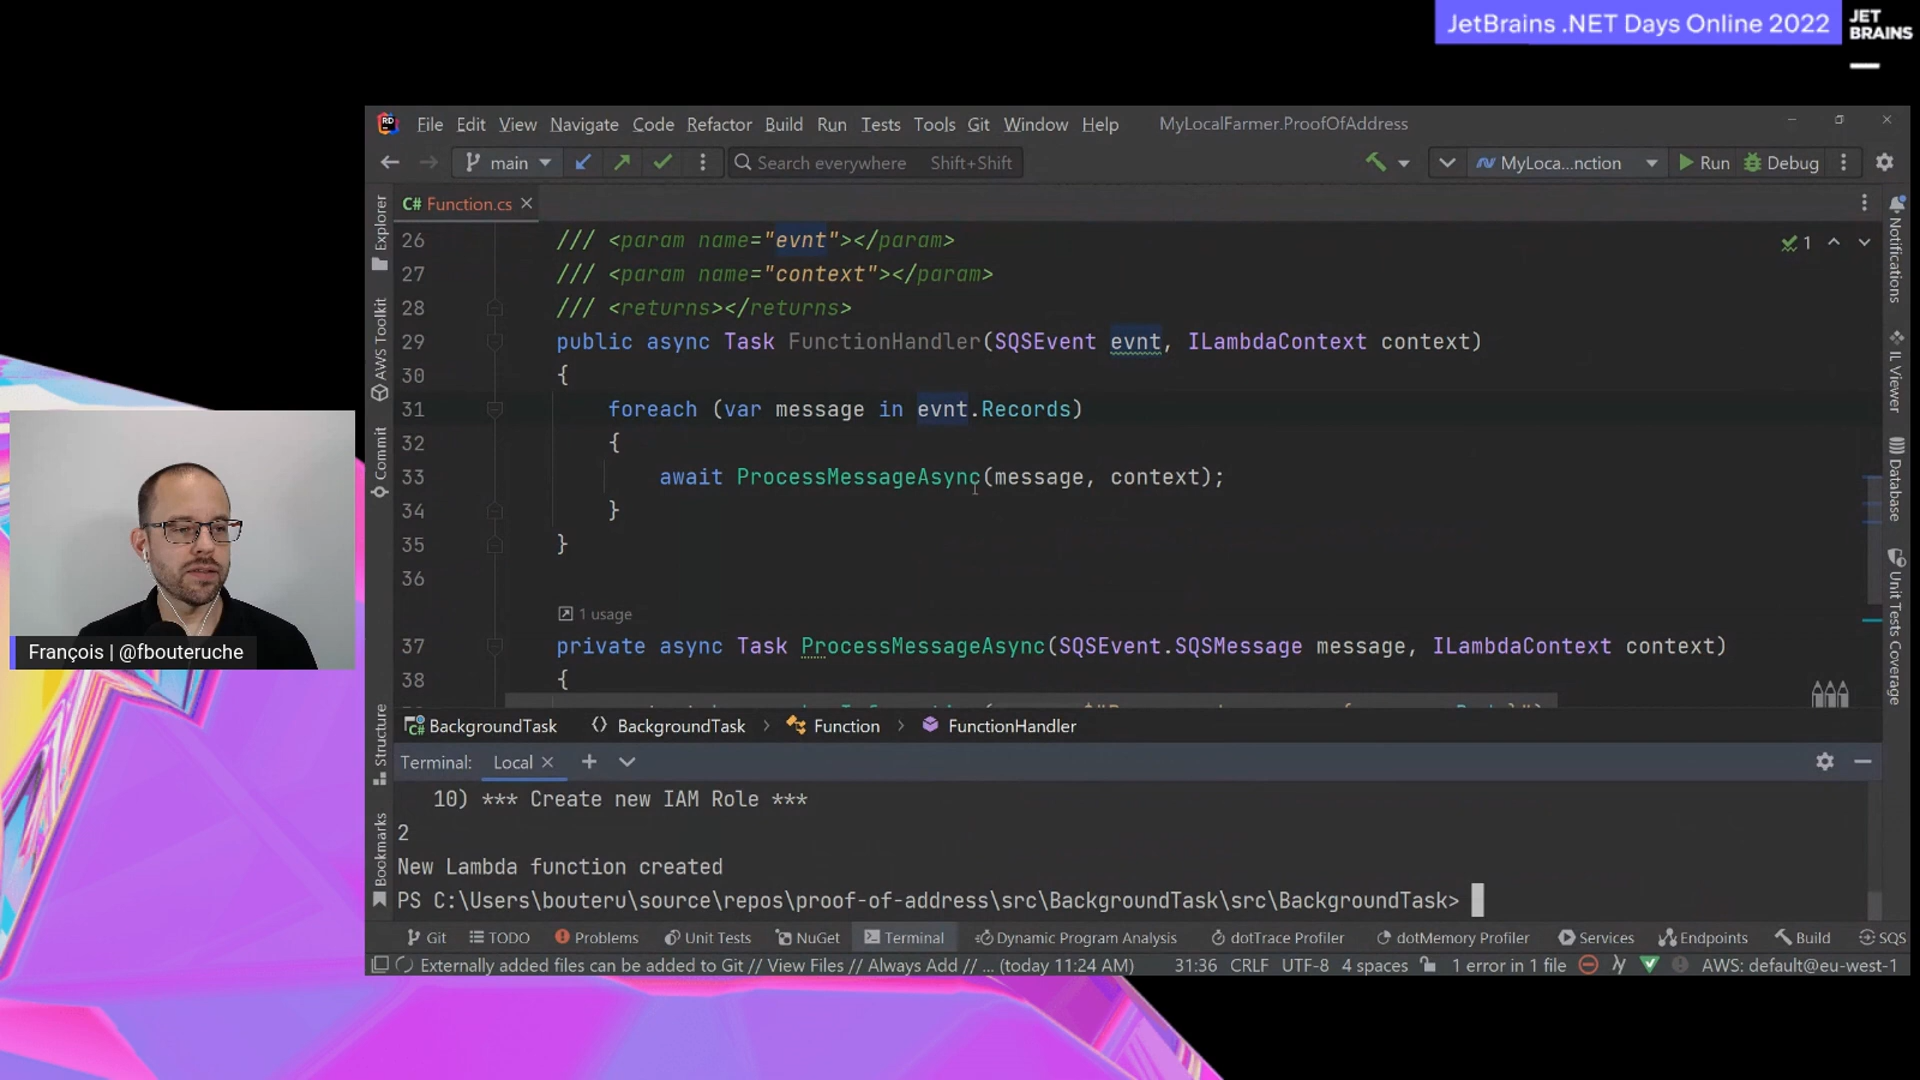 JetBrains .NET Days Online 2022
JET
BRAINS
RD
File Edit View Navigate Code Refactor Build Run Tests Tools Git Window Help MyLocalFarmer.ProofOfAddress
main Search everywhere Shift+Shift MyLoca...nction Run Debug
C# Function.cs
Explorer
AWS Toolkit
Commit
Structure
Bookmarks
26 /// <param name="evnt"></param>
1
27 /// <param name="context"></param>
28 /// <returns></returns>
29 public async Task FunctionHandler(SQSEvent evnt, ILambdaContext context)
30 {
31 foreach (var message in evnt.Records)
32 {
33 await ProcessMessageAsync(message, context);
34 }
35 }
36
1 usage
37 private async Task ProcessMessageAsync(SQSEvent.SQSMessage message, ILambdaContext context)
38 {
Notifications
IL Viewer
Database
Unit Tests Coverage
François | @fbouteruche
C# BackgroundTask BackgroundTask Function FunctionHandler
Terminal: Local
10) *** Create new IAM Role ***
2
New Lambda function created
PS C:\Users\bouteru\source\repos\proof-of-address\src\BackgroundTask\src\BackgroundTask>
Git TODO Problems Unit Tests NuGet Terminal Dynamic Program Analysis dotTrace Profiler dotMemory Profiler Services Endpoints Build SQS
Externally added files can be added to Git // View Files // Always Add // ... (today 11:24 AM) 31:36 CRLF UTF-8 4 spaces 1 error in 1 file AWS: default@eu-west-1